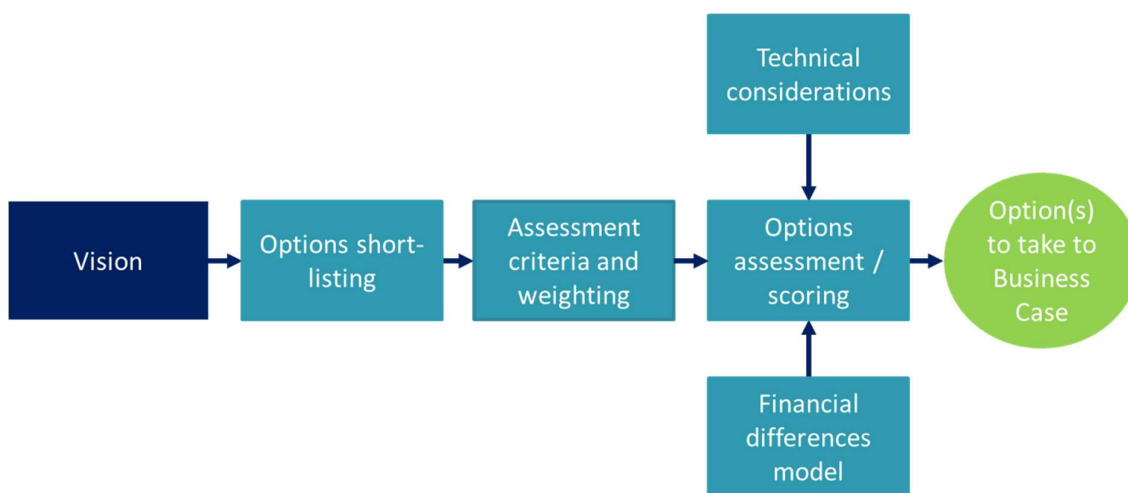 Technical
considerations
Vision
Options short-
listing
Assessment
criteria and
weighting
Options
assessment /
scoring
Option(s)
to take to
Business
Case
Financial
differences
model